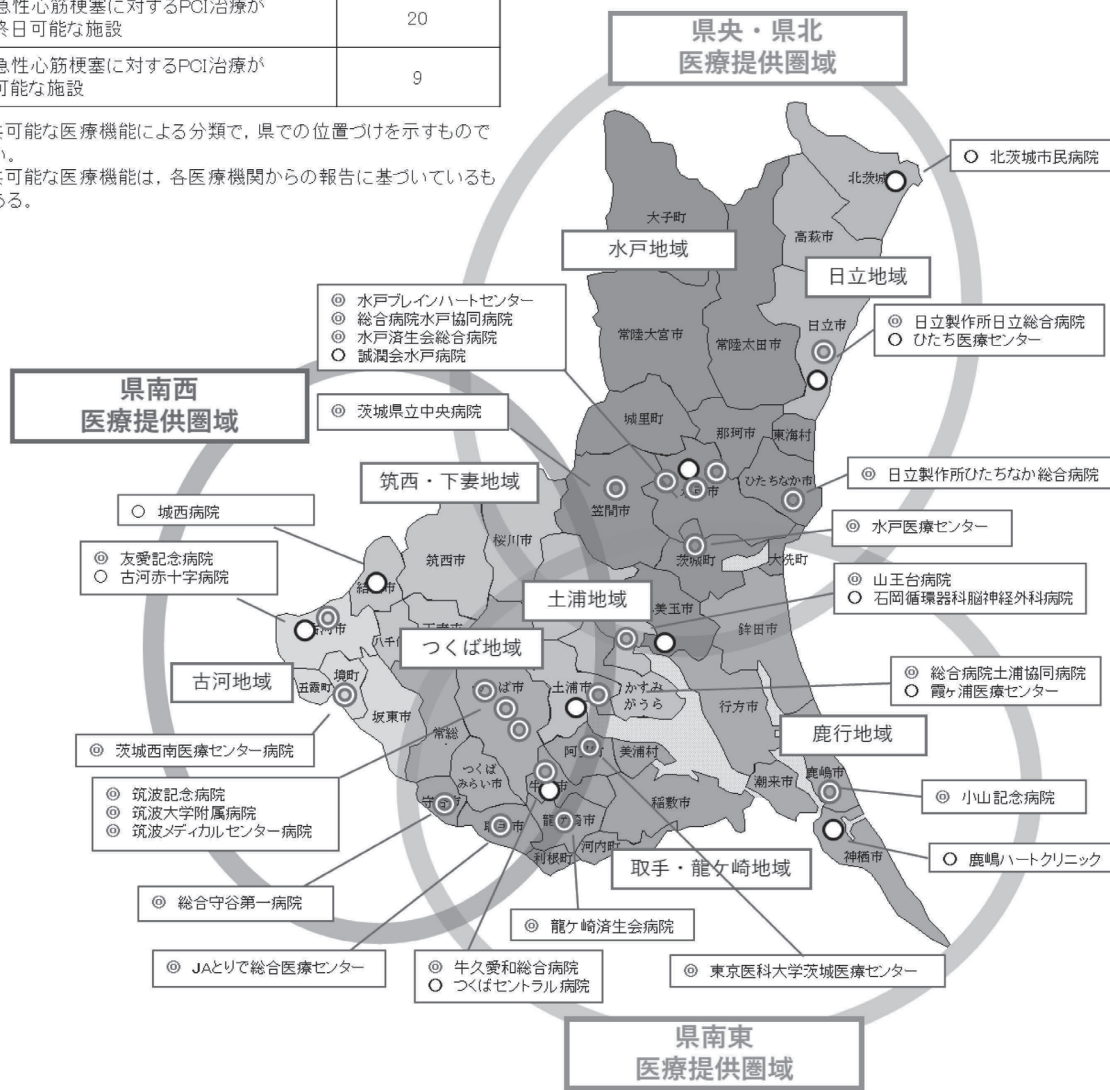 急性心筋梗塞に対するPCI治療が
終日可能な施設
20
急性心筋梗塞に対するPCI治療が
可能な施設
9
可能な医療機能による分類で，県での位置づけを示すもので
い。
可能な医療機能は，各医療機関からの報告に基づいているも
ある。
県央・県北
医療提供圏域
○ 北茨城市民病院
北茨城
大子町
高萩市
水戸地域
日立地域
◎ 水戸ブレインハートセンター
◎ 総合病院水戸協同病院
◎ 水戸済生会総合病院
○ 誠潤会水戸病院
常陸大宮市
常陸太田市
日立市
◎ 日立製作所日立総合病院
○ ひたち医療センター
県南西
医療提供圏域
◎ 茨城県立中央病院
城里町
那珂市
東海村
筑西・下妻地域
笠間市
ひたちなか市
◎ 日立製作所ひたちなか総合病院
○ 城西病院
桜川市
茨城町
大洗町
◎ 水戸医療センター
◎ 友愛記念病院
○ 古河赤十字病院
筑西市
土浦地域
美玉市
鉾田市
◎ 山王台病院
○ 石岡循環器科脳神経外科病院
つくば地域
古河地域
境町
五霞町
坂東市
常総
土浦市
かすみ
がうら
行方市
◎ 総合病院土浦協同病院
○ 霞ヶ浦医療センター
鹿行地域
◎ 茨城西南医療センター病院
つくば
みらい市
美浦村
潮来市
鹿嶋市
◎ 筑波記念病院
◎ 筑波大学附属病院
◎ 筑波メディカルセンター病院
稲敷市
◎ 小山記念病院
利根町
河内町
取手・龍ケ崎地域
神栖市
○ 鹿嶋ハートクリニック
◎ 総合守谷第一病院
◎ 龍ケ崎済生会病院
◎ JAとりで総合医療センター
◎ 牛久愛和総合病院
○ つくばセントラル病院
◎ 東京医科大学茨城医療センター
県南東
医療提供圏域